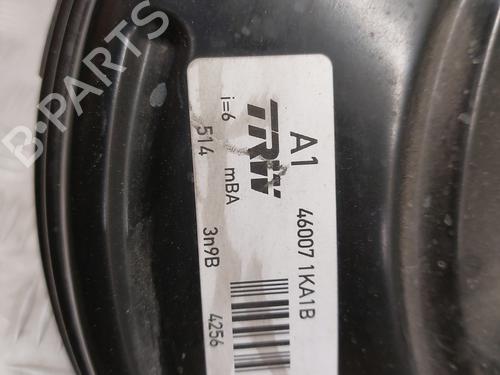 B-PARTS
A1
46007 1KA1B
TRW
i=6
mBA
514
3n9B
4256